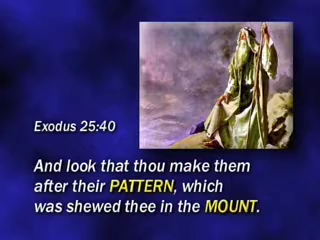 Exodus 25:40
And look that thou make them
after their PATTERN, which
was shewed thee in the MOUNT.